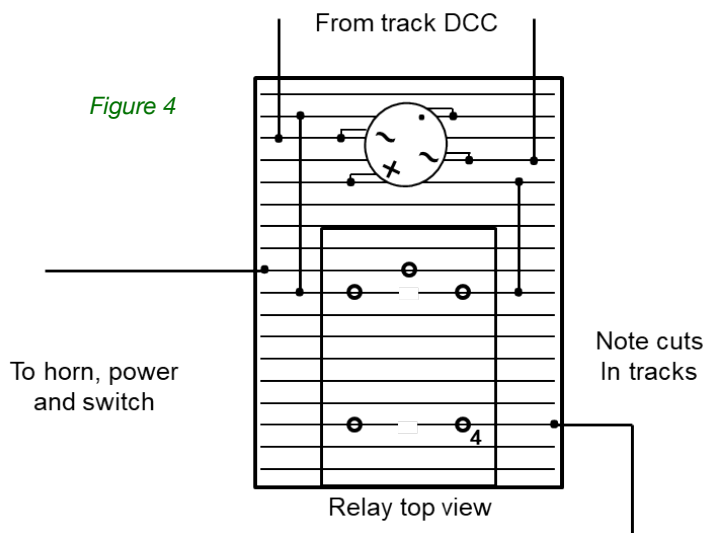 From track DCC
Figure 4
~
~
+
Note cuts
In tracks
To horn, power
and switch
4
Relay top view